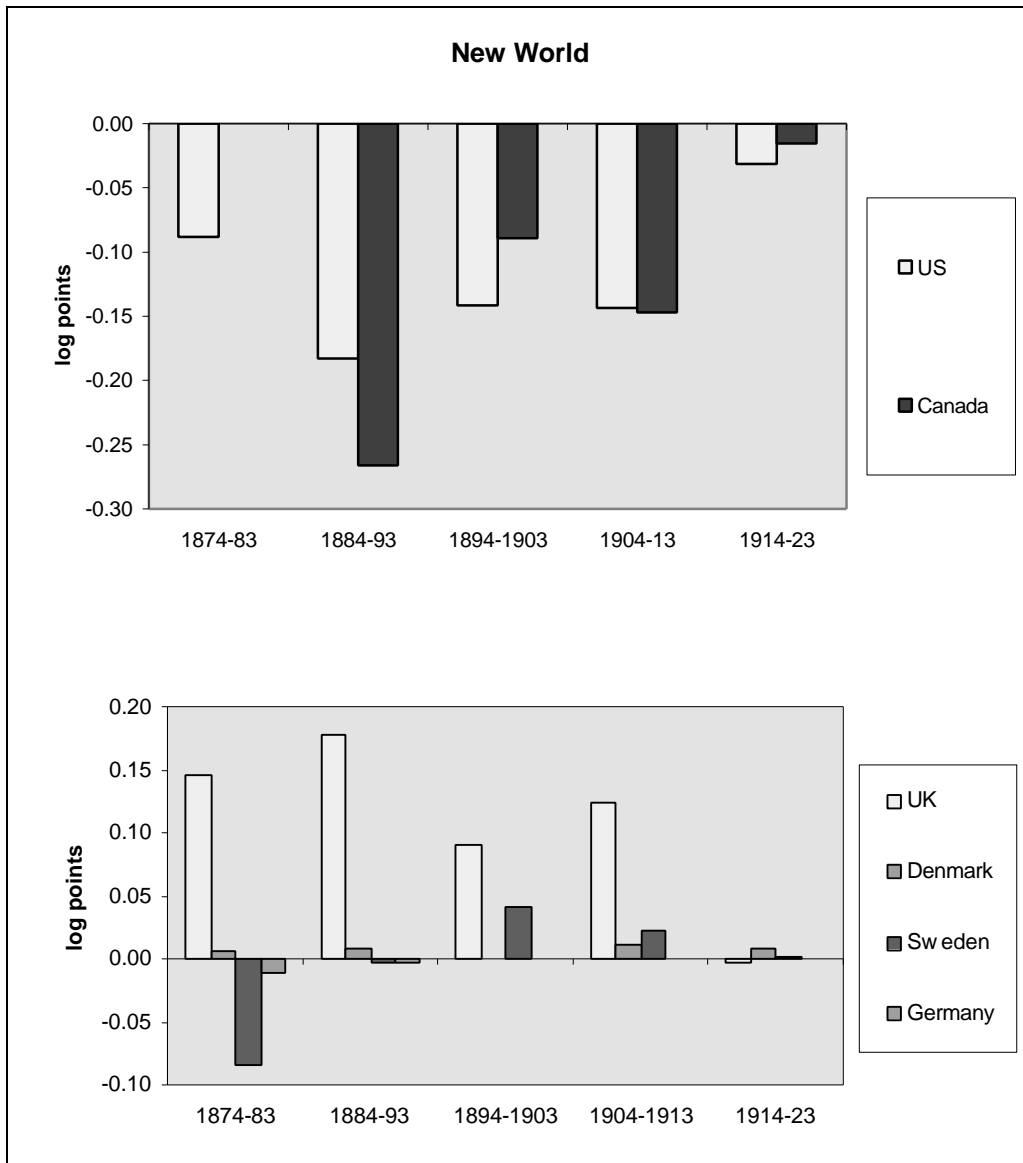 New World
0.00
-0.05
-0.10
-0.15
-0.20
-0.25
-0.30
log points
1874-83 1884-93 1894-1903 1904-13 1914-23
US
Canada
0.20
0.15
0.10
0.05
0.00
-0.05
-0.10
log points
1874-83 1884-93 1894-1903 1904-1913 1914-23
UK
Denmark
Sweden
Germany